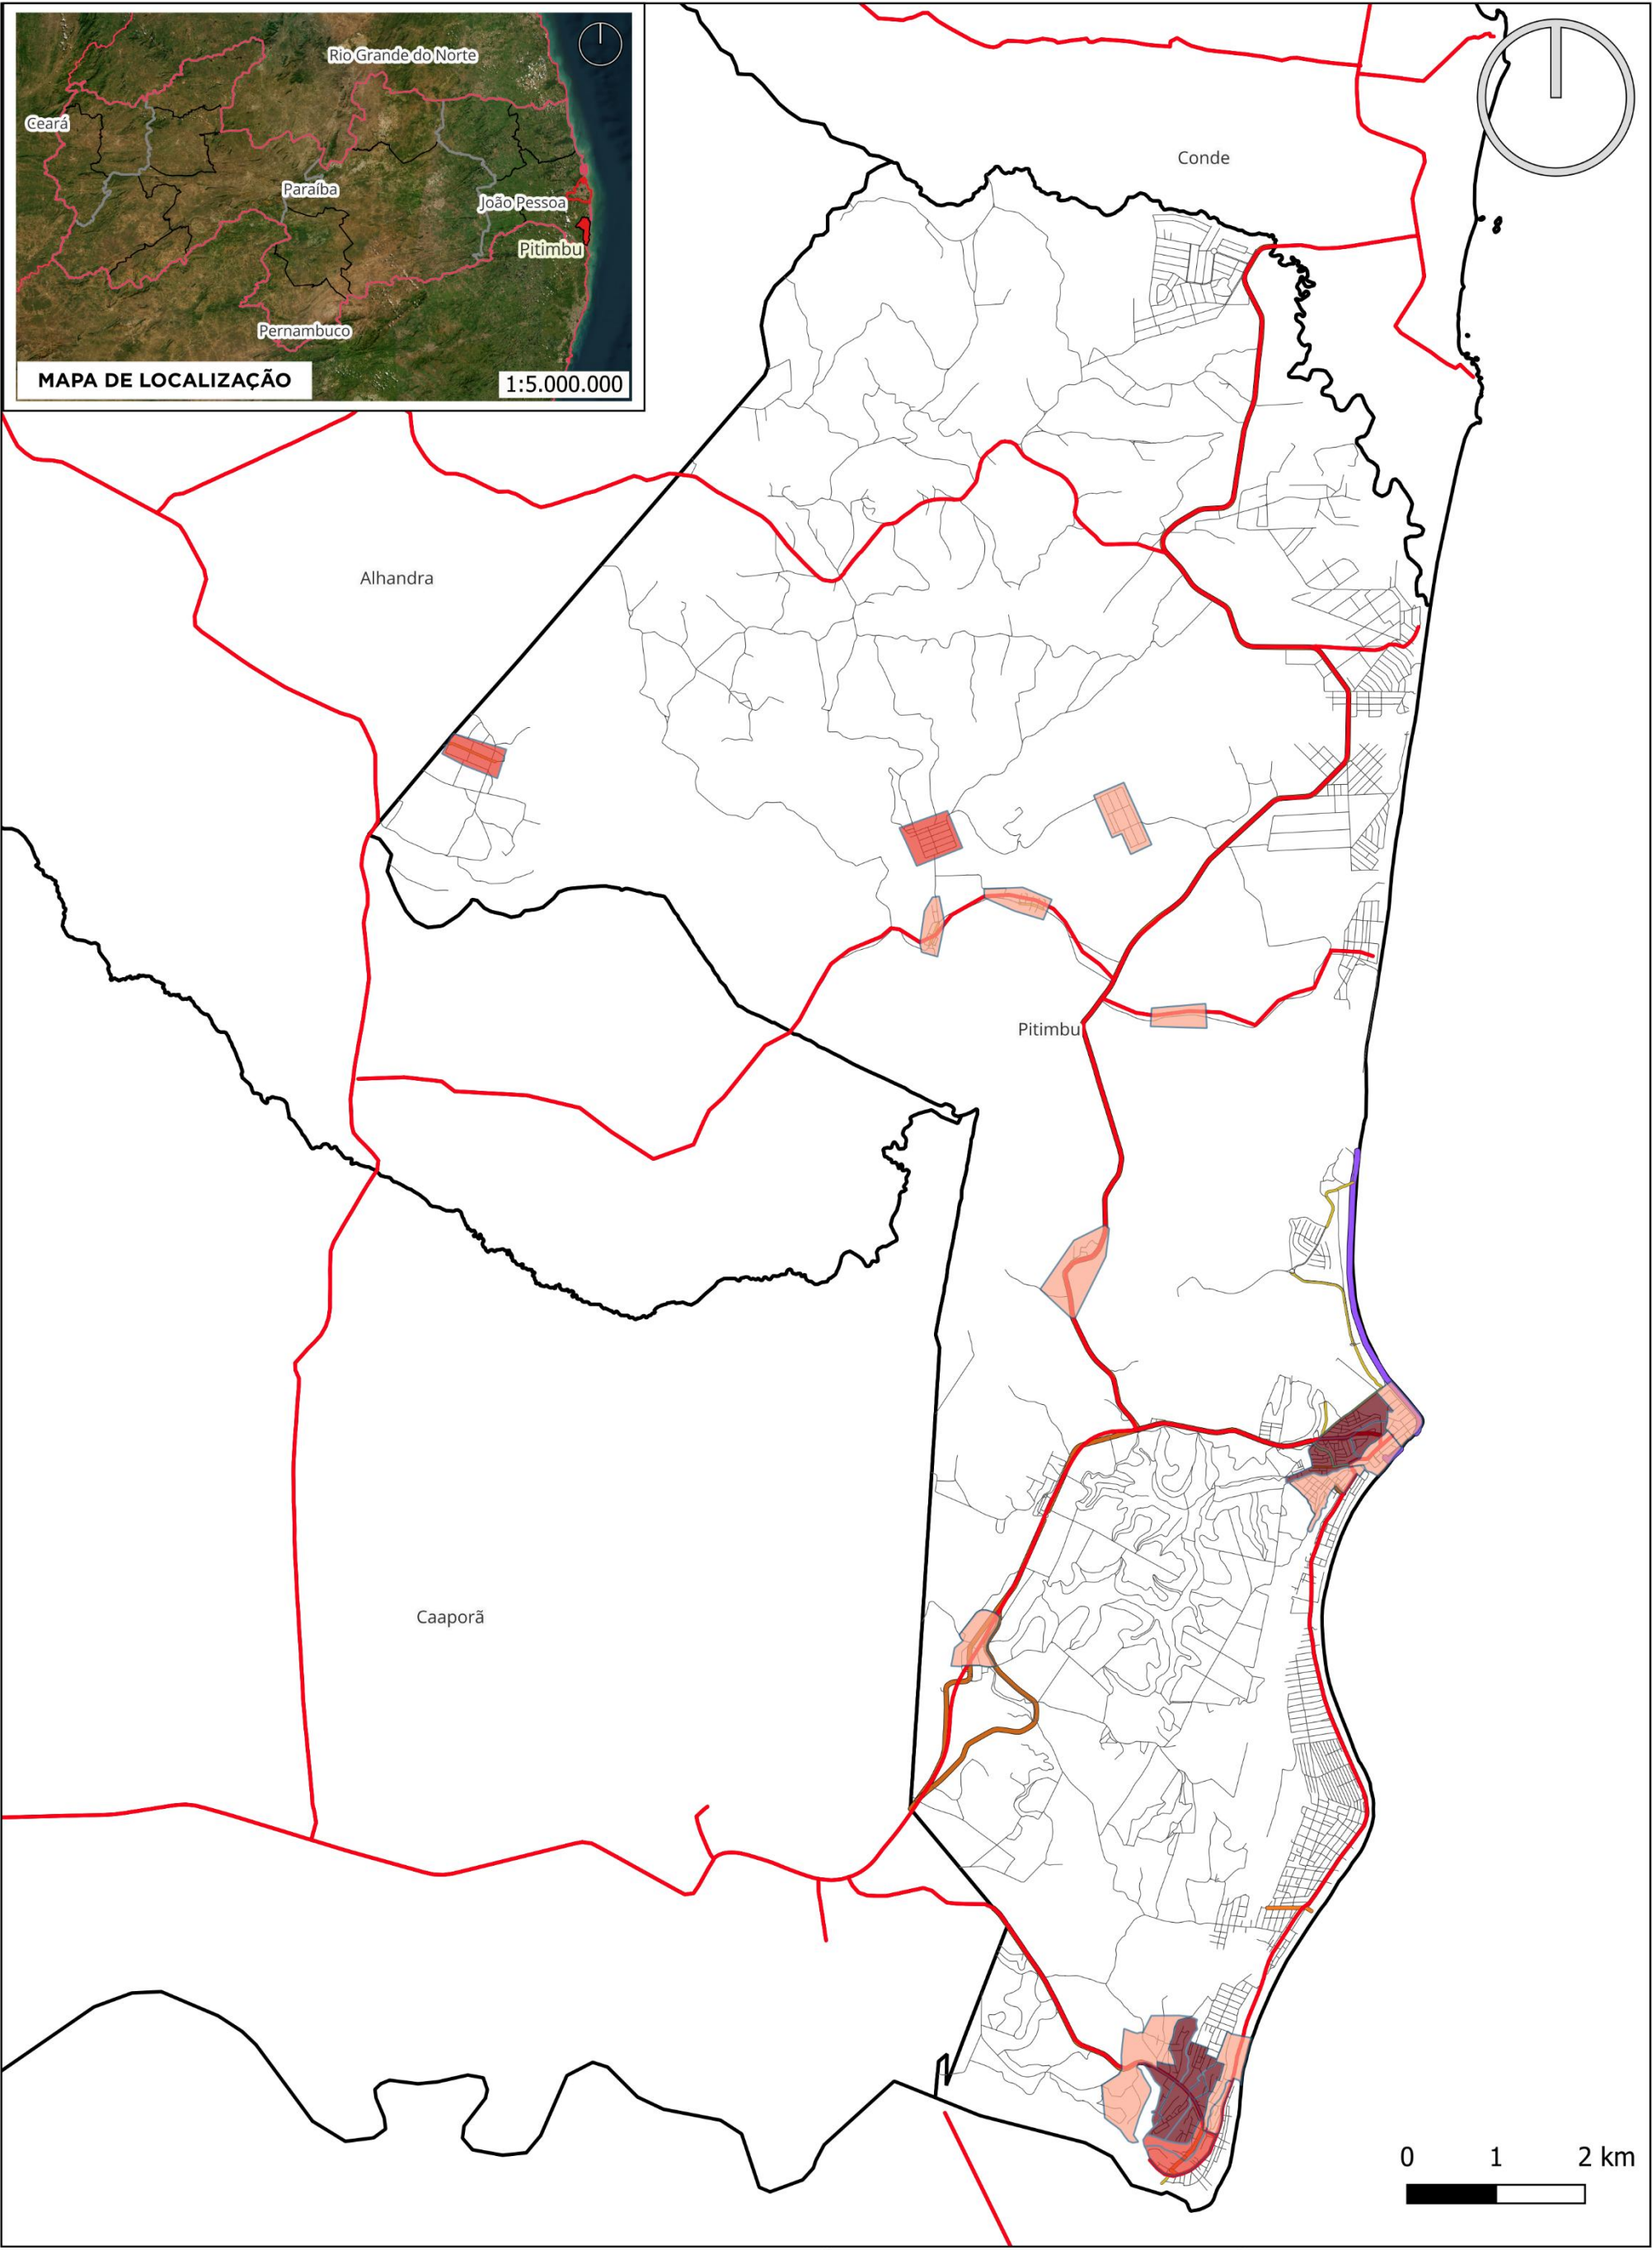 Rio Grande do Norte
Ceará
Paraíba
João Pessoa
Pitimbu
Pernambuco
MAPA DE LOCALIZAÇÃO
1:5.000.000
Conde
Alhandra
Pitimbu
Caaporã
0 1 2 km